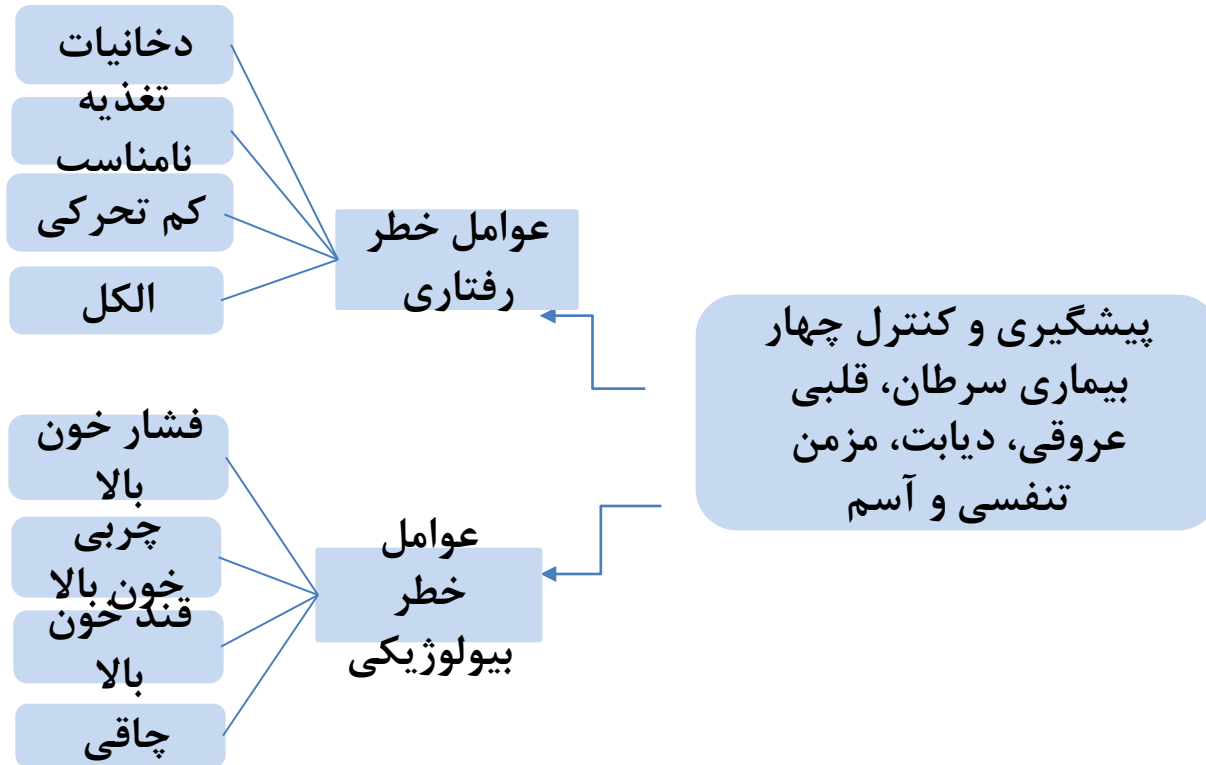 پیشگیری و کنترل چهار
بیماری سرطان، قلبی
عروقی، دیابت، مزمن
تنفسی و آسم
عوامل خطر
رفتاری
دخانیات
تغذیه
نامناسب
کم تحرکی
الکل
عوامل
خطر
بیولوژیکی
فشار خون
بالا
چربی
خون بالا
قند خون
بالا
چاقی